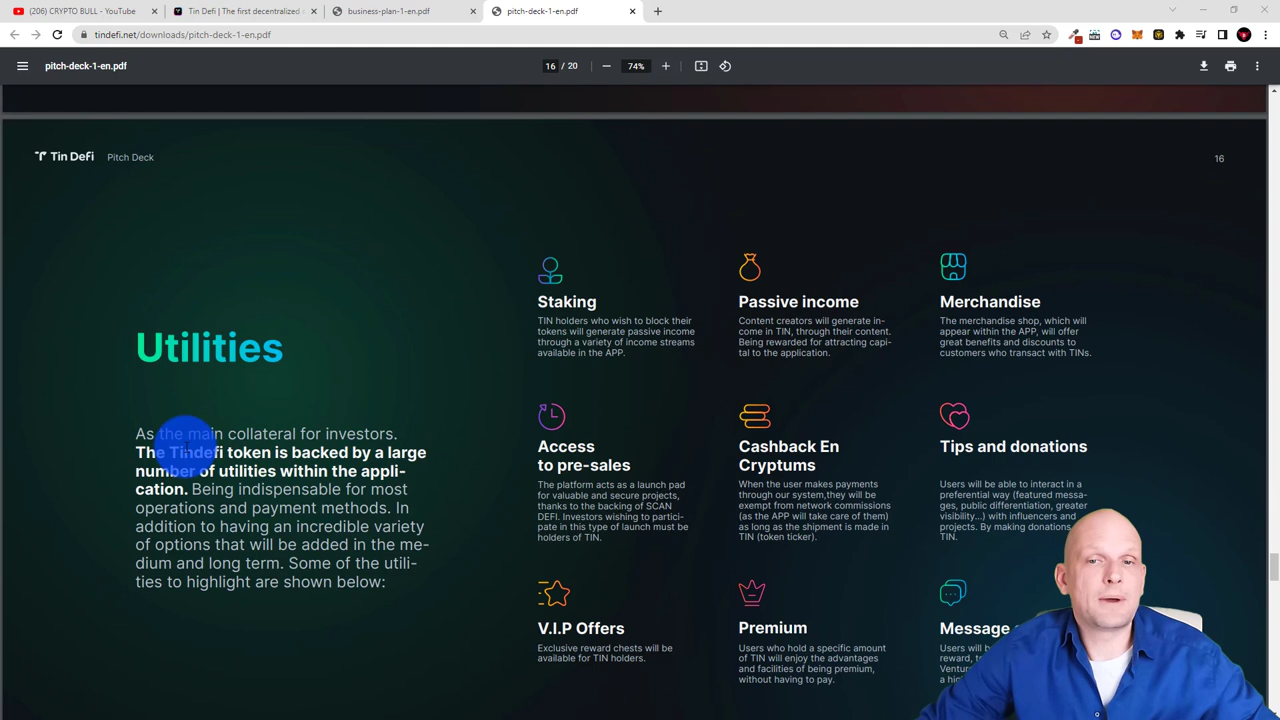 (206) CRYPTO BULL - YouTube
Tin Defi | The first decentralized
business-plan-1-en.pdf
pitch-deck-1-en.pdf
tindefi.net/downloads/pitch-deck-1-en.pdf
pitch-deck-1-en.pdf
16 / 20
74%
Tin DeFi
Pitch Deck
16
Utilities
As the main collateral for investors.
The Tindefi token is backed by a large
number of utilities within the appli-
cation. Being indispensable for most
operations and payment methods. In
addition to having an incredible variety
of options that will be added in the me-
dium and long term. Some of the utili-
ties to highlight are shown below:
Staking
TIN holders who wish to block their
tokens will generate passive income
through a variety of income streams
available in the APP.
Passive income
Content creators will generate in-
come in TIN, through their content.
Being rewarded for attracting capi-
tal to the application.
Merchandise
The merchandise shop, which will
appear within the APP, will offer
great benefits and discounts to
customers who transact with TINs.
Access
to pre-sales
The platform acts as a launch pad
for valuable and secure projects,
thanks to the backing of SCAN
DEFI. Investors wishing to partici-
pate in this type of launch must be
holders of TIN.
Cashback En
Cryptums
When the user makes payments
through our system,they will be
exempt from network commissions
(as the APP will take care of them)
as long as the shipment is made in
TIN (token ticker).
Tips and donations
Users will be able to interact in a
preferential way (featured messa-
ges, public differentiation, greater
visibility...) with influencers and
projects. By making donations
TIN.
V.I.P Offers
Exclusive reward chests will be
available for TIN holders.
Premium
Users who hold a specific amount
of TIN will enjoy the advantages
and facilities of being premium,
without having to pay.
Message
Users will b
reward, to
Ventur
a hig